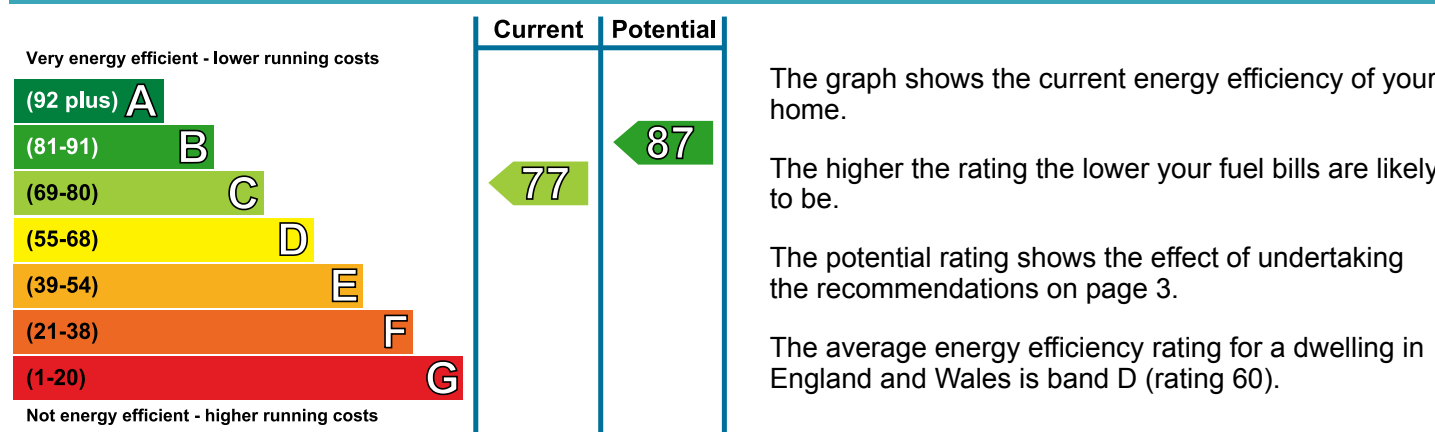 Current Potential
Very energy efficient - lower running costs
(92 plus) A
(81-91) B
(69-80) C
(55-68) D
(39-54) E
(21-38) F
(1-20) G
Not energy efficient - higher running costs
77
87
The graph shows the current energy efficiency of your
home.
The higher the rating the lower your fuel bills are likely
to be.
The potential rating shows the effect of undertaking
the recommendations on page 3.
The average energy efficiency rating for a dwelling in
England and Wales is band D (rating 60).